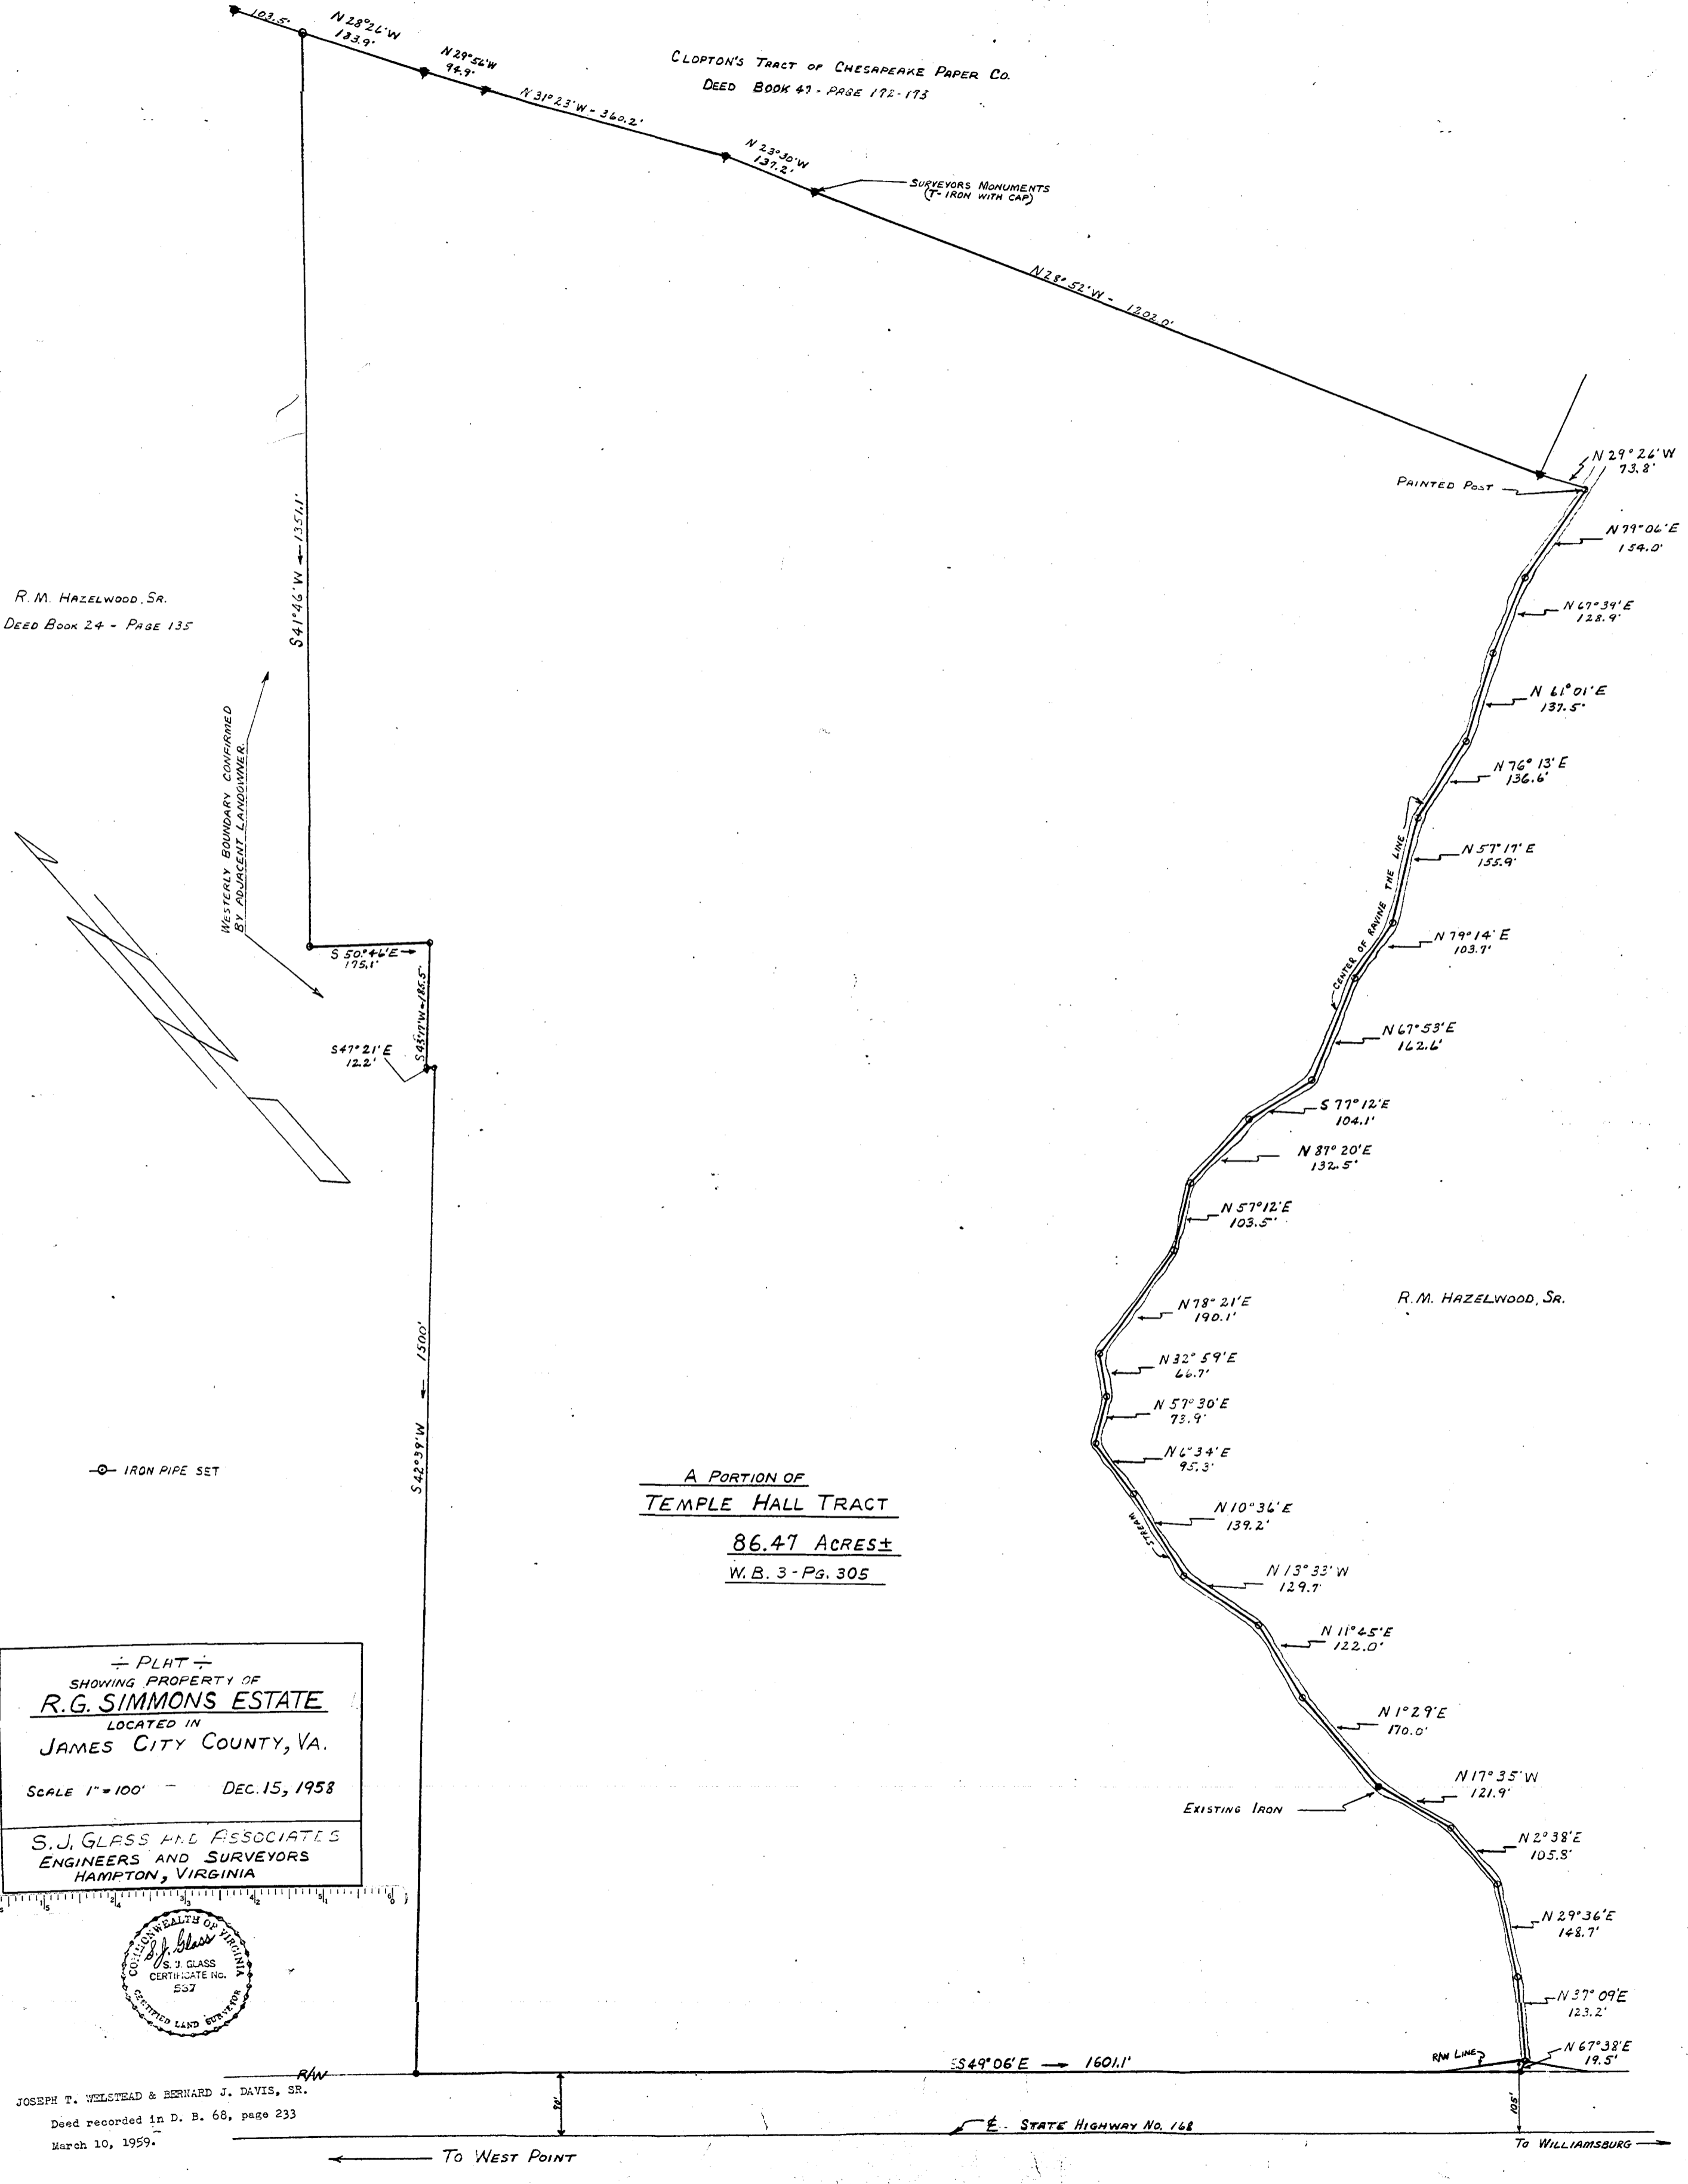 103.5'
N 28°26' W
183.9'
N 29°56' W
94.9'
N 31°23' W - 360.2'
N 23°30' W
137.2'
CLOPTON'S TRACT OF CHESAPEAKE PAPER CO.
DEED BOOK 47 - PAGE 172-173
SURVEYORS MONUMENTS
(T-IRON WITH CAP)
N 28°52' W - 1202.0'
N 29°26' W
73.8'
PAINTED POST
N 79°06' E
154.0'
N 67°39' E
128.9'
N 61°01' E
137.5'
N 76°13' E
136.6'
N 57°17' E
155.9'
CENTER OF RAVINE THE LINE
N 79°14' E
103.7'
N 67°53' E
162.6'
S 77°12' E
104.1'
N 87°20' E
132.5'
N 57°12' E
103.5'
N 78°21' E
190.1'
N 32°59' E
66.7'
N 57°30' E
73.9'
N 6°34' E
95.3'
N 10°36' E
139.2'
STREAM
N 13°33' W
129.7'
N 11°45' E
122.0'
N 1°29' E
170.0'
N 17°35' W
121.9'
EXISTING IRON
N 2°38' E
105.8'
N 29°36' E
148.7'
N 37°09' E
123.2'
N 67°38' E
19.5'
R/W LINE
R.M. HAZELWOOD, SR.
R.M. HAZELWOOD, SR.
DEED BOOK 24 - PAGE 135
S 41°46' W 1351.1'
WESTERLY BOUNDARY CONFIRMED
BY ADJACENT LANDOWNER.
S 50°46' E
175.1'
S 43°17' W - 185.5'
S 47°21' E
12.2'
S 42°39' W 1500'
IRON PIPE SET
A PORTION OF
TEMPLE HALL TRACT
86.47 ACRES±
W.B. 3 - PG. 305
÷ PLAT ÷
SHOWING PROPERTY OF
R.G. SIMMONS ESTATE
LOCATED IN
JAMES CITY COUNTY, VA.
SCALE 1"=100' - DEC. 15, 1958
S.J. GLASS AND ASSOCIATES
ENGINEERS AND SURVEYORS
HAMPTON, VIRGINIA
COMMONWEALTH OF VIRGINIA
S.J. Glass
S. J. GLASS
CERTIFICATE No.
537
CERTIFIED LAND SURVEYOR
R/W
S 49°06' E 1601.1'
JOSEPH T. WELSTEAD & BERNARD J. DAVIS, SR.
Deed recorded in D. B. 68, page 233
March 10, 1959.
90'
105'
℄ STATE HIGHWAY NO. 168
TO WEST POINT
TO WILLIAMSBURG